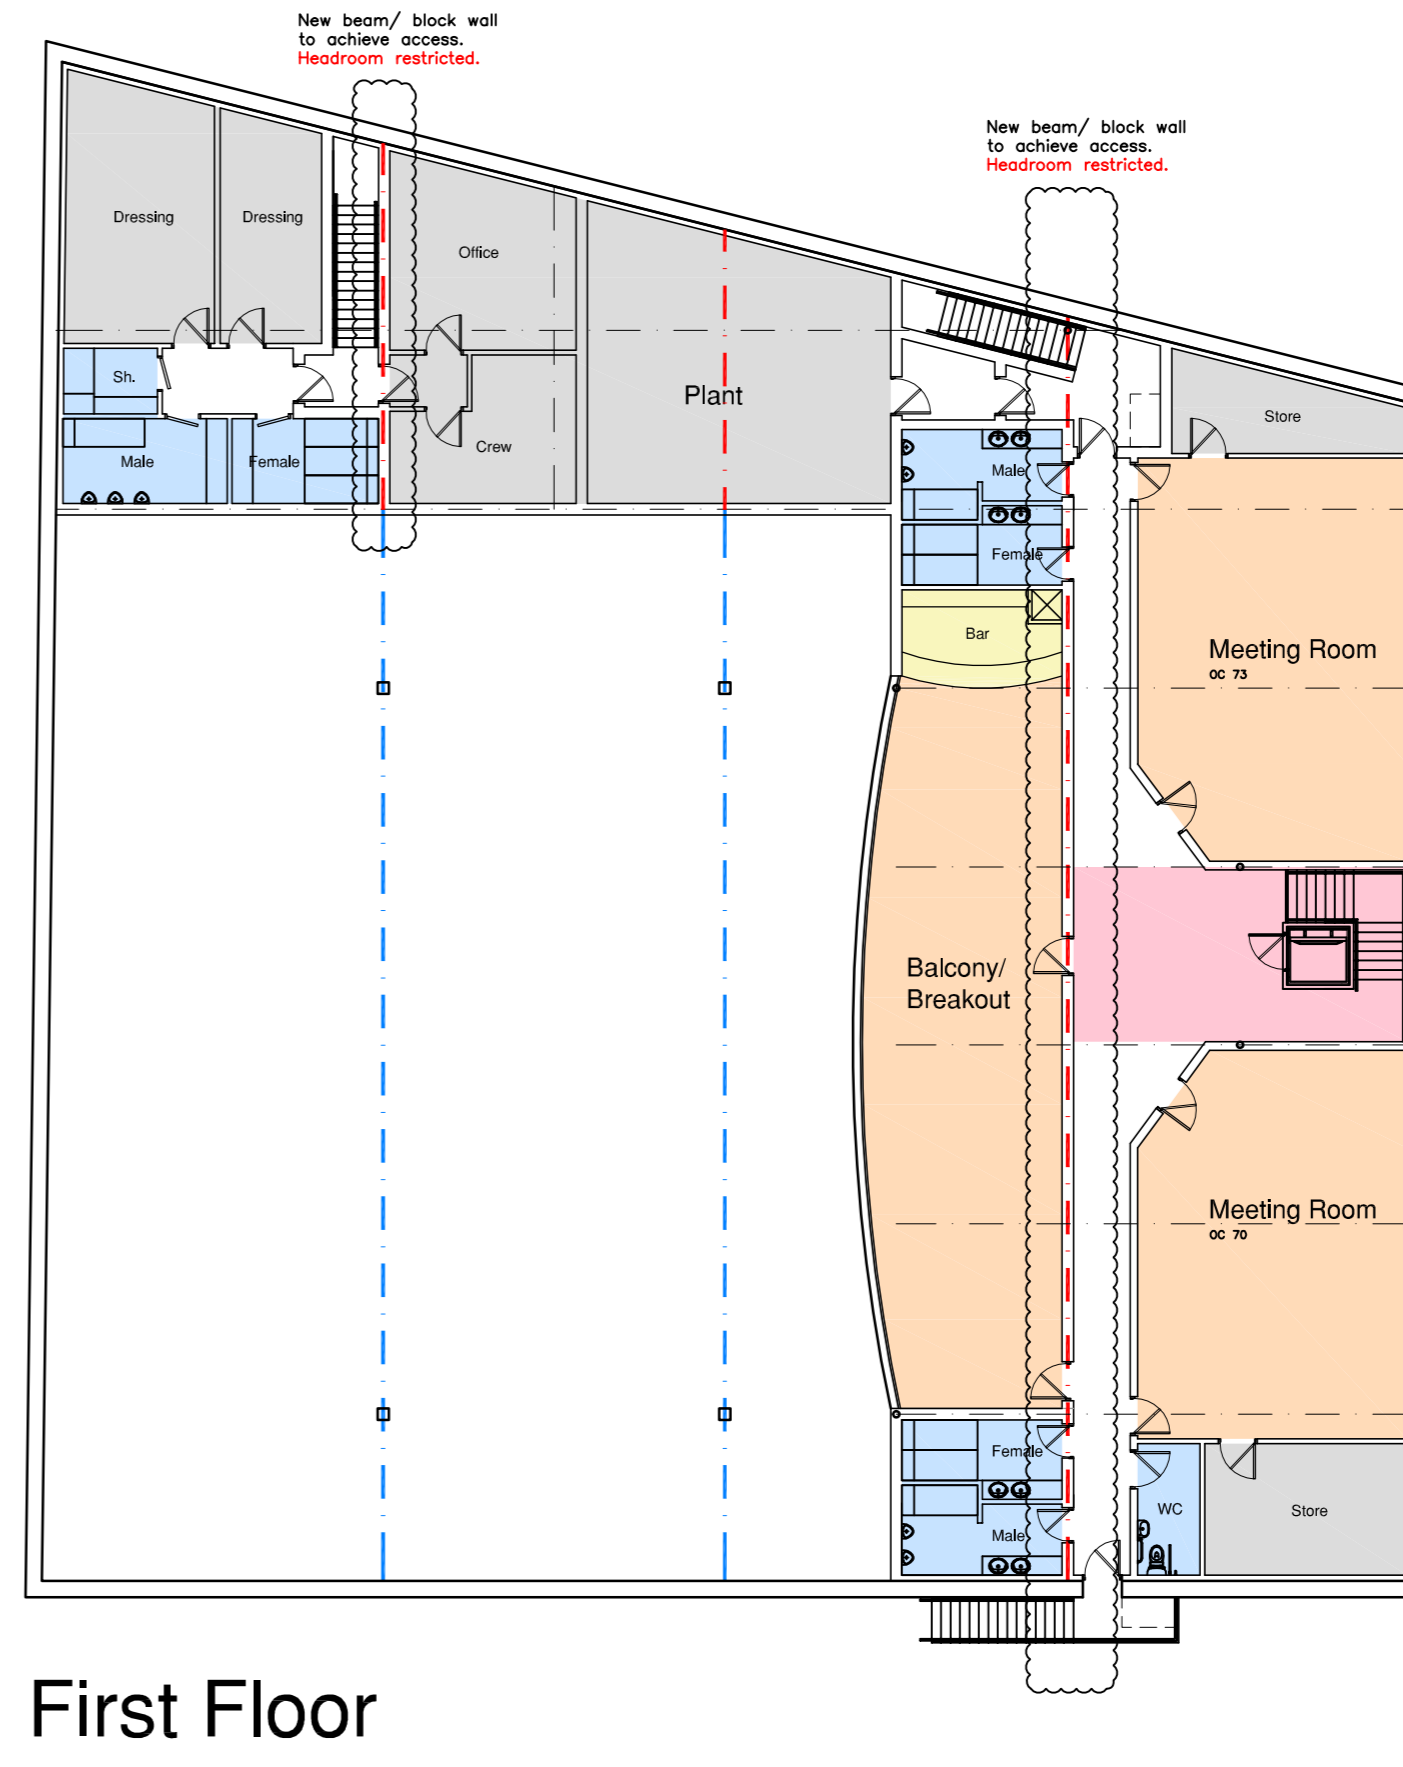 New beam/ block wall
to achieve access.
Headroom restricted.
New beam/ block wall
to achieve access.
Headroom restricted.
Dressing
Dressing
Office
Plant
Sh.
Male
Female
Crew
Store
Male
Female
Bar
Meeting Room
OC 73
Balcony/
Breakout
Meeting Room
OC 70
Female
Male
WC
Store
First Floor